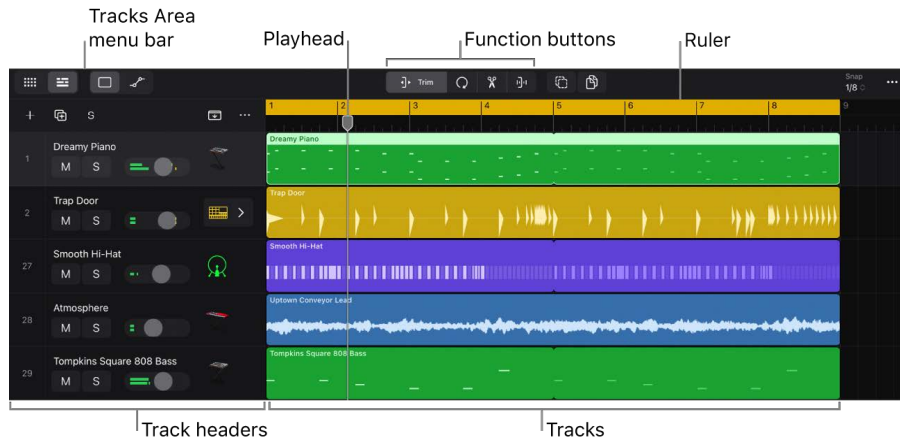 Tracks Area
menu bar
Playhead
Function buttons
Ruler
Trim
Snap
1/8
S
1 2 3 4 5 6 7 8 9
1
Dreamy Piano
M S
Dreamy Piano
2
Trap Door
M S
Trap Door
27
Smooth Hi-Hat
M S
Smooth Hi-Hat
28
Atmosphere
M S
Uptown Conveyor Lead
29
Tompkins Square 808 Bass
M S
Tompkins Square 808 Bass
Track headers
Tracks